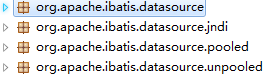 org.apache.ibatis.datasource
org.apache.ibatis.datasource.jndi
org.apache.ibatis.datasource.pooled
org.apache.ibatis.datasource.unpooled